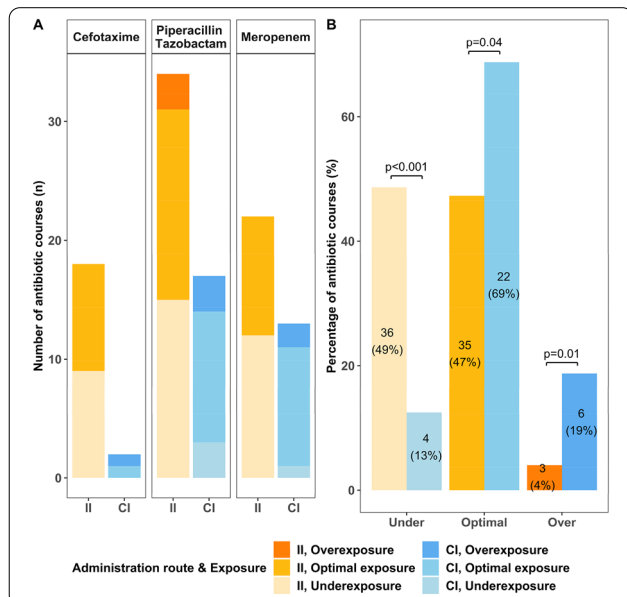 A
Cefotaxime
Piperacillin
Tazobactam
Meropenem
Number of antibiotic courses (n)
30
20
10
0
II
CI
II
CI
II
CI
B
Percentage of antibiotic courses (%)
60
40
20
0
p<0.001
p=0.04
p=0.01
36
(49%)
4
(13%)
35
(47%)
22
(69%)
3
(4%)
6
(19%)
Under
Optimal
Over
Administration route & Exposure
II, Overexposure
II, Optimal exposure
II, Underexposure
CI, Overexposure
CI, Optimal exposure
CI, Underexposure